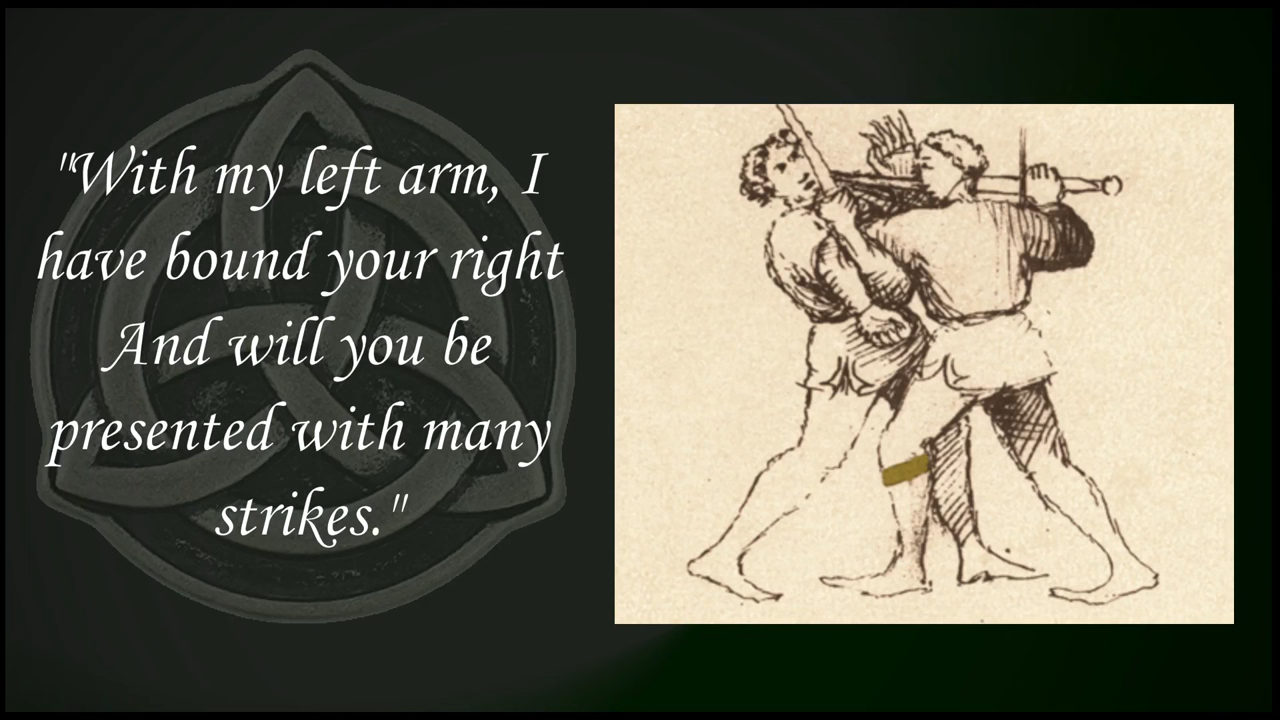 "With my left arm, I
have bound your right
And will you be
presented with many
strikes."